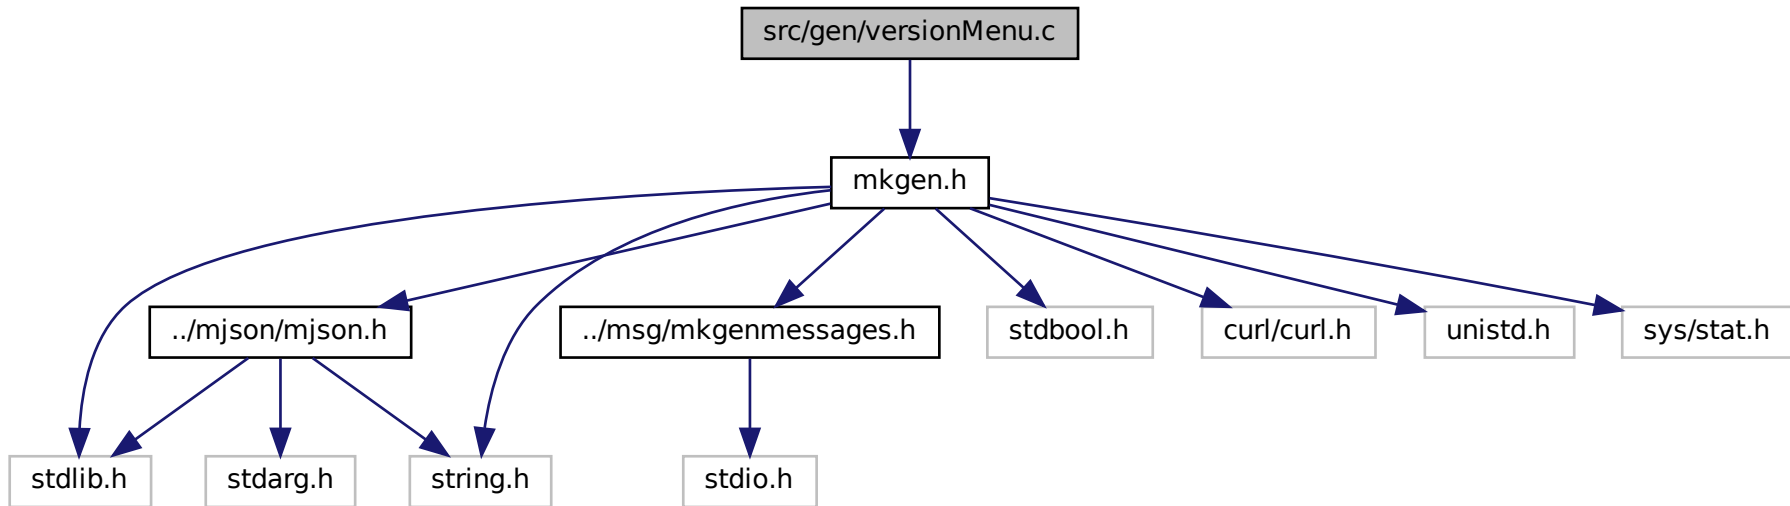 src/gen/versionMenu.c
mkgen.h
../mjson/mjson.h
../msg/mkgenmessages.h
stdbool.h
curl/curl.h
unistd.h
sys/stat.h
stdlib.h
stdarg.h
string.h
stdio.h